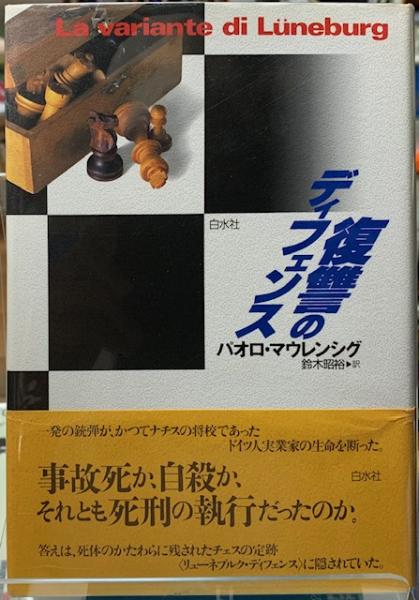 La variante di Lüneburg
復讐の
ディフェンス
白水社
パオロ・マウレンシグ
鈴木昭裕▶訳
一発の銃弾が、かつてナチスの将校であった
ドイツ人実業家の生命を断った。
事故死か、自殺か、
それとも死刑の執行だったのか。
白水社
答えは、死体のかたわらに残されたチェスの定跡
〈リューネブルク・ディフェンス〉に隠されていた。